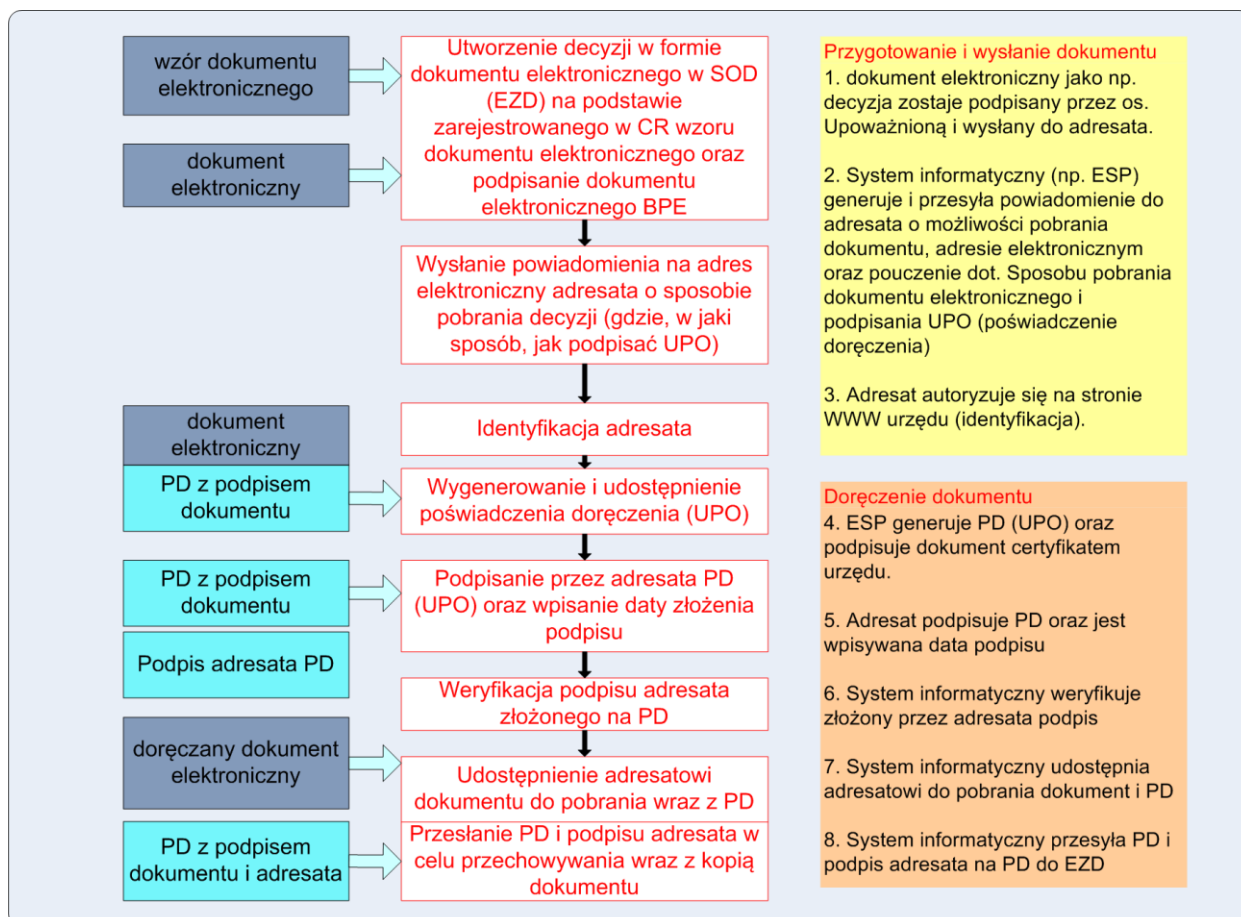 wzór dokumentu
elektronicznego
dokument
elektroniczny
Utworzenie decyzji w formie
dokumentu elektronicznego w SOD
(EZD) na podstawie
zarejestrowanego w CR wzoru
dokumentu elektronicznego oraz
podpisanie dokumentu
elektronicznego BPE
Wysłanie powiadomienia na adres
elektroniczny adresata o sposobie
pobrania decyzji (gdzie, w jaki
sposób, jak podpisać UPO)
dokument
elektroniczny
Identyfikacja adresata
PD z podpisem
dokumentu
Wygenerowanie i udostępnienie
poświadczenia doręczenia (UPO)
PD z podpisem
dokumentu
Podpis adresata PD
Podpisanie przez adresata PD
(UPO) oraz wpisanie daty złożenia
podpisu
Weryfikacja podpisu adresata
złożonego na PD
doręczany dokument
elektroniczny
Udostępnienie adresatowi
dokumentu do pobrania wraz z PD
PD z podpisem
dokumentu i adresata
Przesłanie PD i podpisu adresata w
celu przechowywania wraz z kopią
dokumentu
Przygotowanie i wysłanie dokumentu
1. dokument elektroniczny jako np.
decyzja zostaje podpisany przez os.
Upoważnioną i wysłany do adresata.
2. System informatyczny (np. ESP)
generuje i przesyła powiadomienie do
adresata o możliwości pobrania
dokumentu, adresie elektronicznym
oraz pouczenie dot. Sposobu pobrania
dokumentu elektronicznego i
podpisania UPO (poświadczenie
doręczenia)
3. Adresat autoryzuje się na stronie
WWW urzędu (identyfikacja).
Doręczenie dokumentu
4. ESP generuje PD (UPO) oraz
podpisuje dokument certyfikatem
urzędu.
5. Adresat podpisuje PD oraz jest
wpisywana data podpisu
6. System informatyczny weryfikuje
złożony przez adresata podpis
7. System informatyczny udostępnia
adresatowi do pobrania dokument i PD
8. System informatyczny przesyła PD i
podpis adresata na PD do EZD